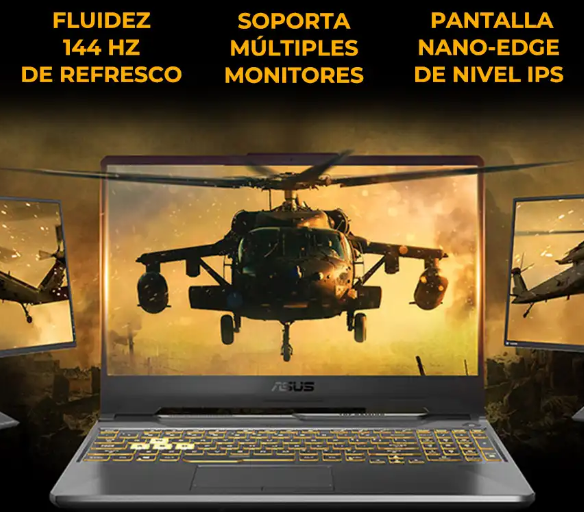 FLUIDEZ
144 HZ
DE REFRESCO
SOPORTA
MÚLTIPLES
MONITORES
PANTALLA
NANO-EDGE
DE NIVEL IPS
ASUS